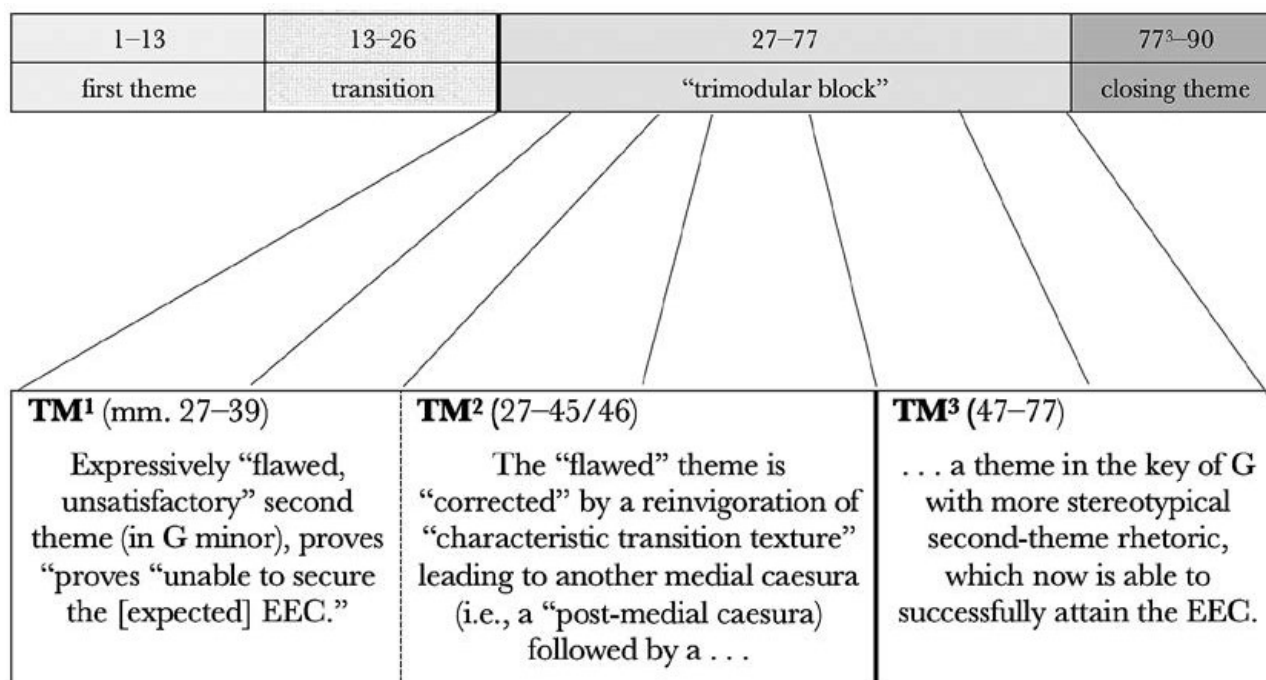 1–13 13–26 27–77 77³–90
first theme transition “trimodular block” closing theme
TM¹ (mm. 27–39)
Expressively “flawed,
unsatisfactory” second
theme (in G minor), proves
“proves “unable to secure
the [expected] EEC.”
TM² (27–45/46)
The “flawed” theme is
“corrected” by a reinvigoration of
“characteristic transition texture”
leading to another medial caesura
(i.e., a “post-medial caesura)
followed by a . . .
TM³ (47–77)
. . . a theme in the key of G
with more stereotypical
second-theme rhetoric,
which now is able to
successfully attain the EEC.